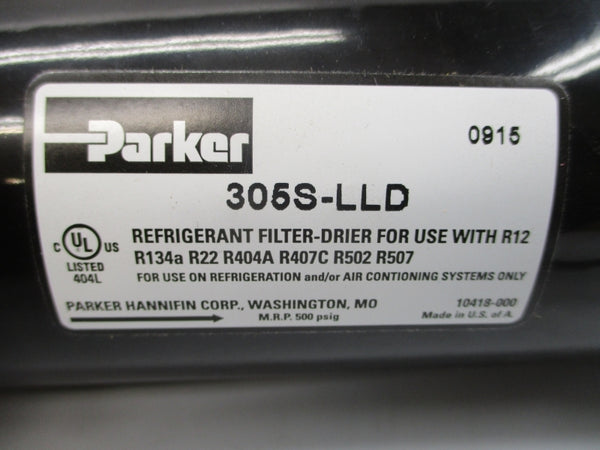 Parker
0915
305S-LLD
C UL US
LISTED
404L
REFRIGERANT FILTER-DRIER FOR USE WITH R12
R134a R22 R404A R407C R502 R507
FOR USE ON REFRIGERATION and/or AIR CONTIONING SYSTEMS ONLY
PARKER HANNIFIN CORP., WASHINGTON, MO
10418-000
M.R.P. 500 psig
Made in U.S. of A.